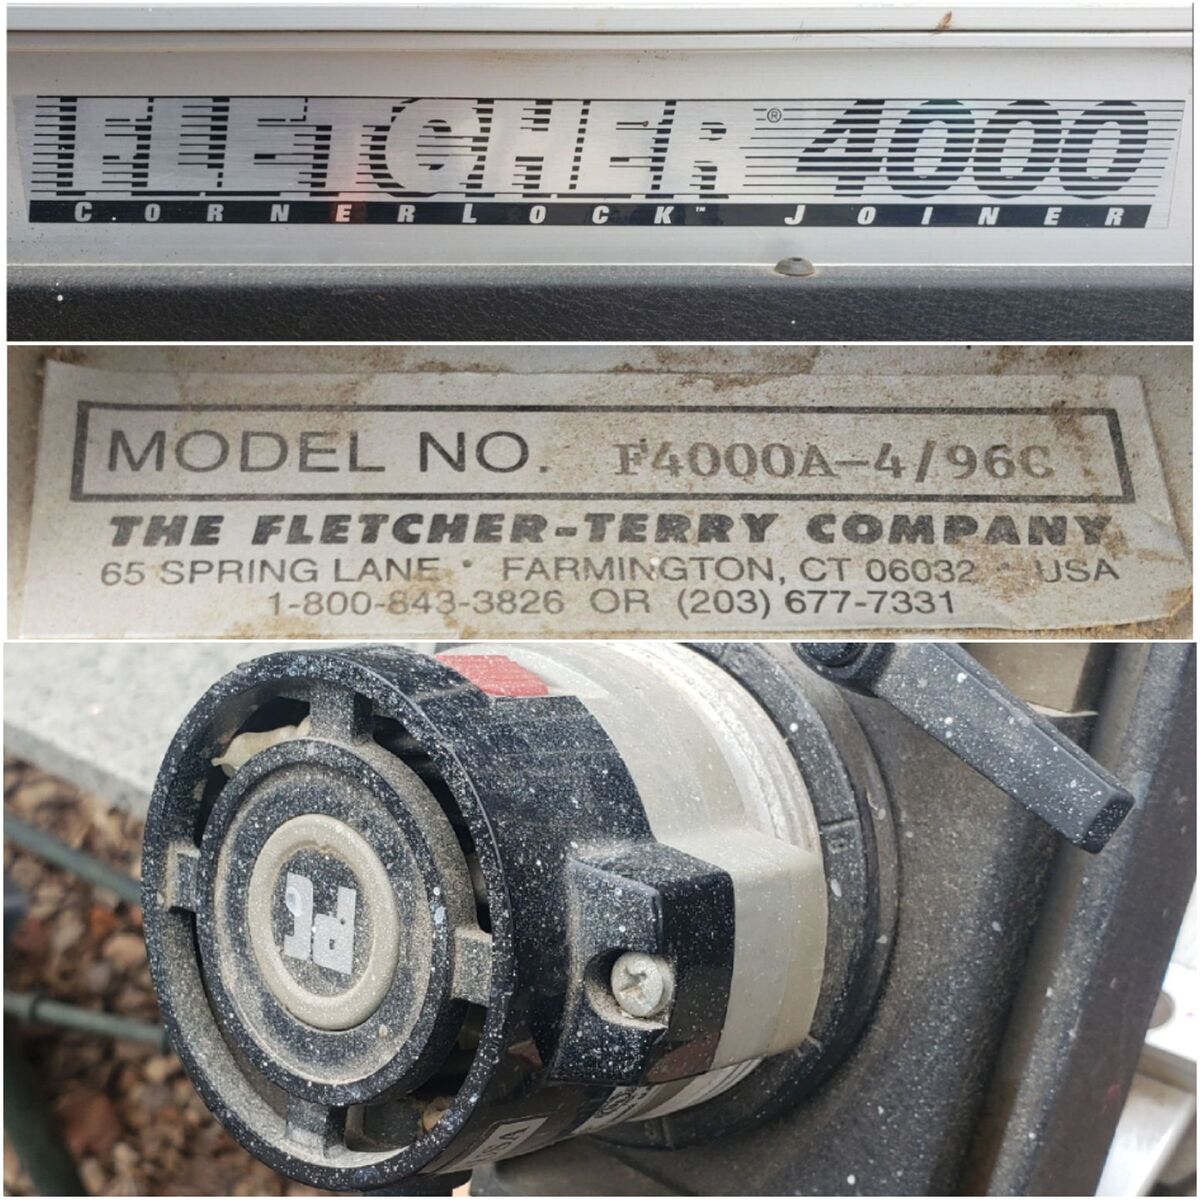 FLETCHER® 4000
CORNERLOCK™ JOINER
MODEL NO. F4000A-4/96C
THE FLETCHER-TERRY COMPANY
65 SPRING LANE • FARMINGTON, CT 06032 • USA
1-800-843-3826 OR (203) 677-7331
PC